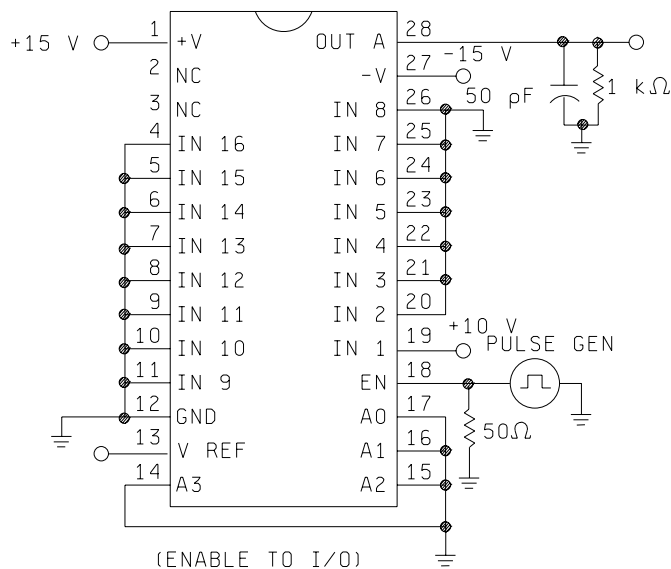 +15 V 1 +V OUT A 28
2 NC -V 27 -15 V
3 NC IN 8 26 50 pF 1 kΩ
4 IN 16 IN 7 25
5 IN 15 IN 6 24
6 IN 14 IN 5 23
7 IN 13 IN 4 22
8 IN 12 IN 3 21
9 IN 11 IN 2 20
10 IN 10 IN 1 19 +10 V
PULSE GEN
11 IN 9 EN 18
12 GND A0 17 50Ω
13 V REF A1 16
14 A3 A2 15
(ENABLE TO I/O)